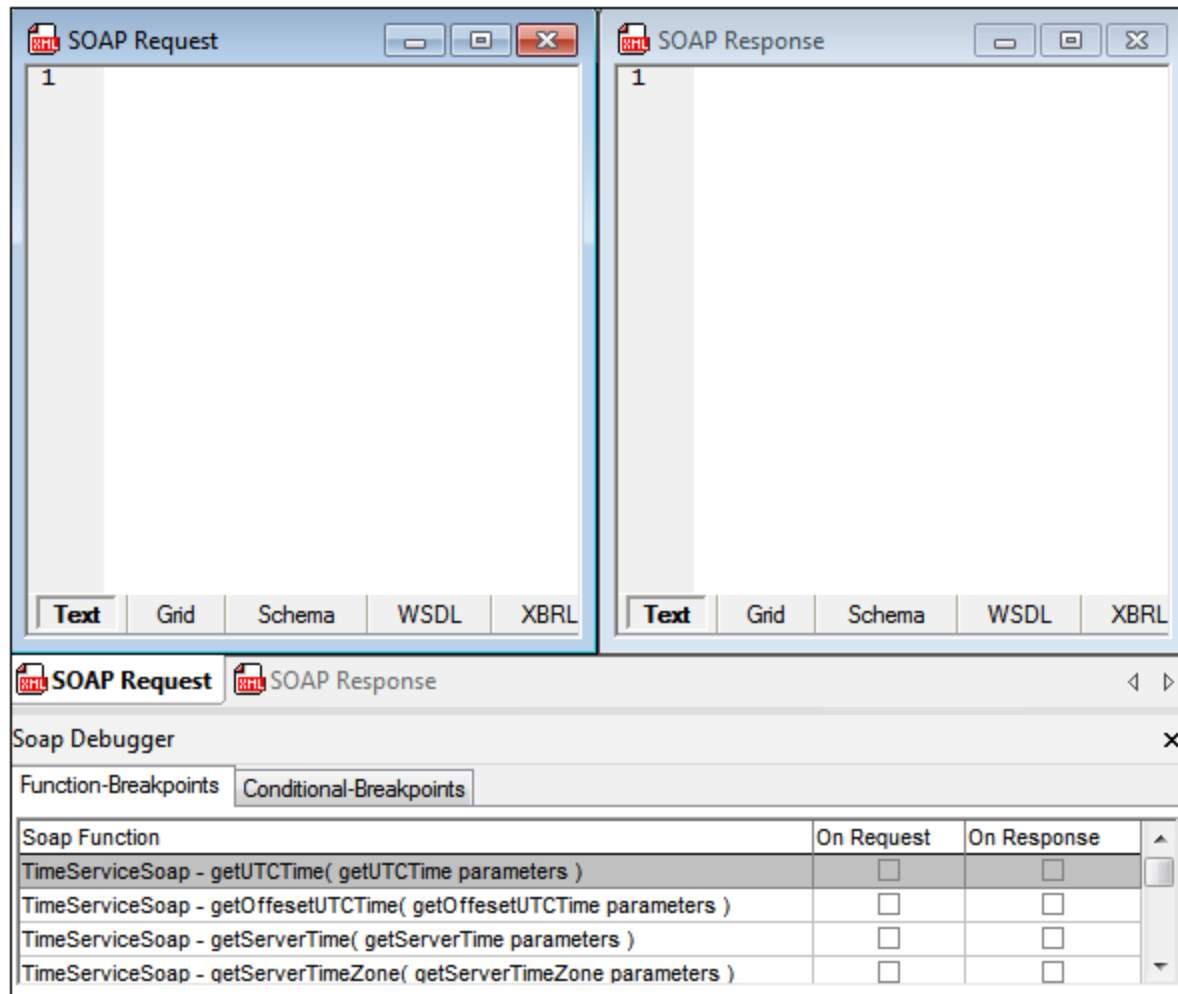 SOAP Request
SOAP Response
1
1
Text Grid Schema WSDL XBRL
Text Grid Schema WSDL XBRL
SOAP Request SOAP Response
Soap Debugger
Function-Breakpoints Conditional-Breakpoints
Soap Function On Request On Response
TimeServiceSoap - getUTCTime( getUTCTime parameters )
TimeServiceSoap - getOffesetUTCTime( getOffesetUTCTime parameters )
TimeServiceSoap - getServerTime( getServerTime parameters )
TimeServiceSoap - getServerTimeZone( getServerTimeZone parameters )